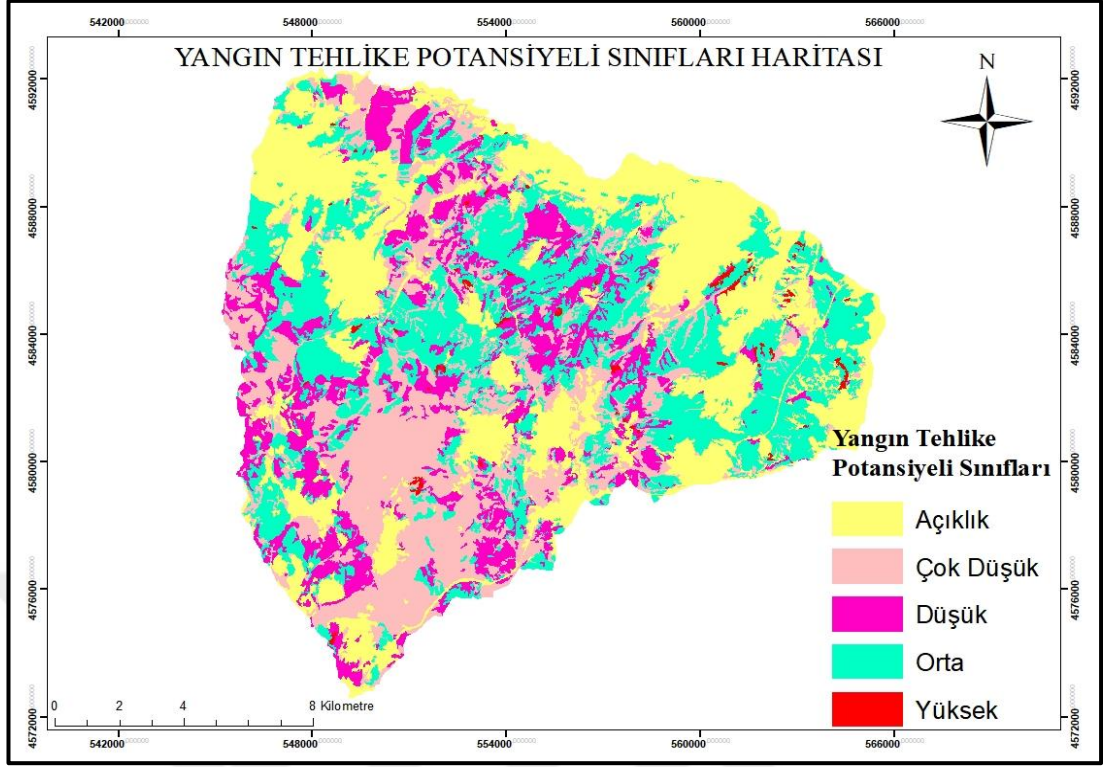 542000 548000 554000 560000 566000
YANGIN TEHLİKE POTANSİYELİ SINIFLARI HARİTASI
N
4592000 4592000
4588000 4588000
4584000 4584000
4580000 4580000
4576000 4576000
4572000 4572000
Yangın Tehlike
Potansiyeli Sınıfları
Açıklık
Çok Düşük
Düşük
Orta
Yüksek
0 2 4 8 Kilometre
542000 548000 554000 560000 566000